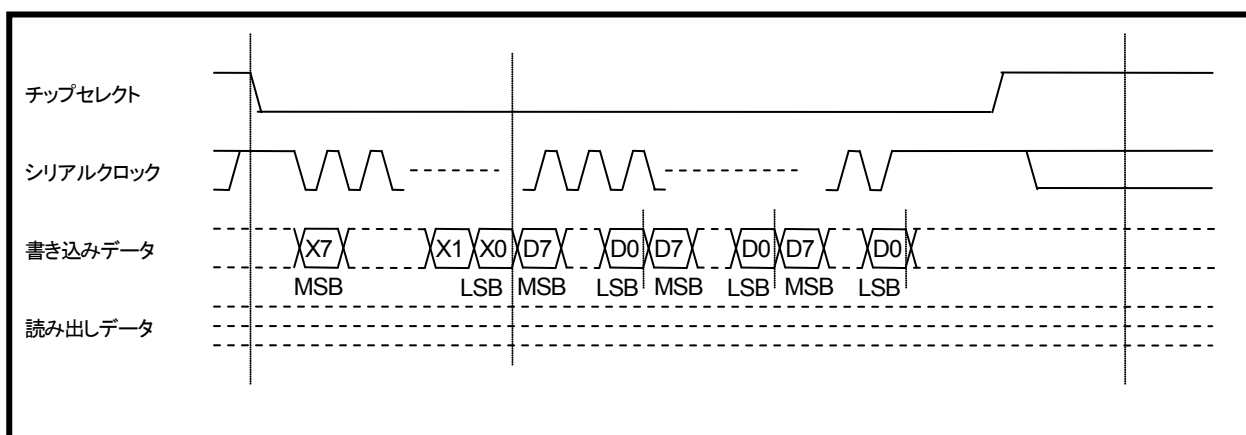 チップセレクト
シリアルクロック
書き込みデータ X7 X1 X0 D7 D0 D7 D0 D7 D0
MSB LSB MSB LSB MSB LSB MSB LSB
読み出しデータ